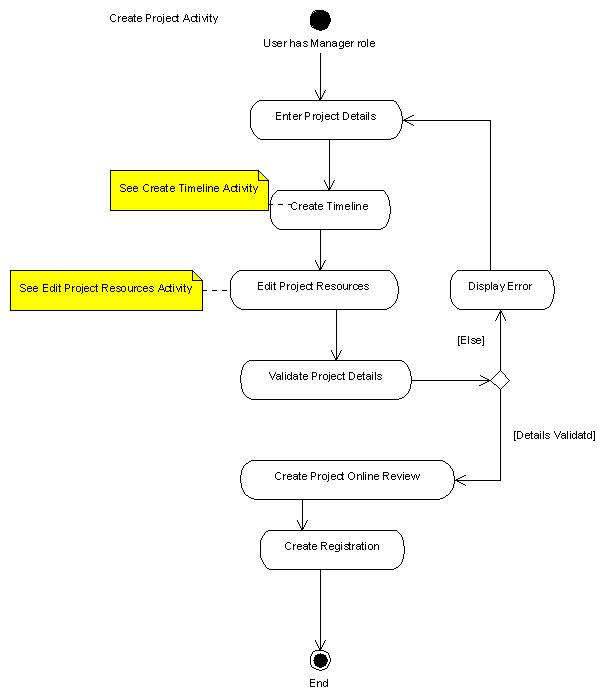 Create Project Activity
User has Manager role
Enter Project Details
See Create Timeline Activity
Create Timeline
See Edit Project Resources Activity
Edit Project Resources
Display Error
[Else]
Validate Project Details
[Details Validatd]
Create Project Online Review
Create Registration
End